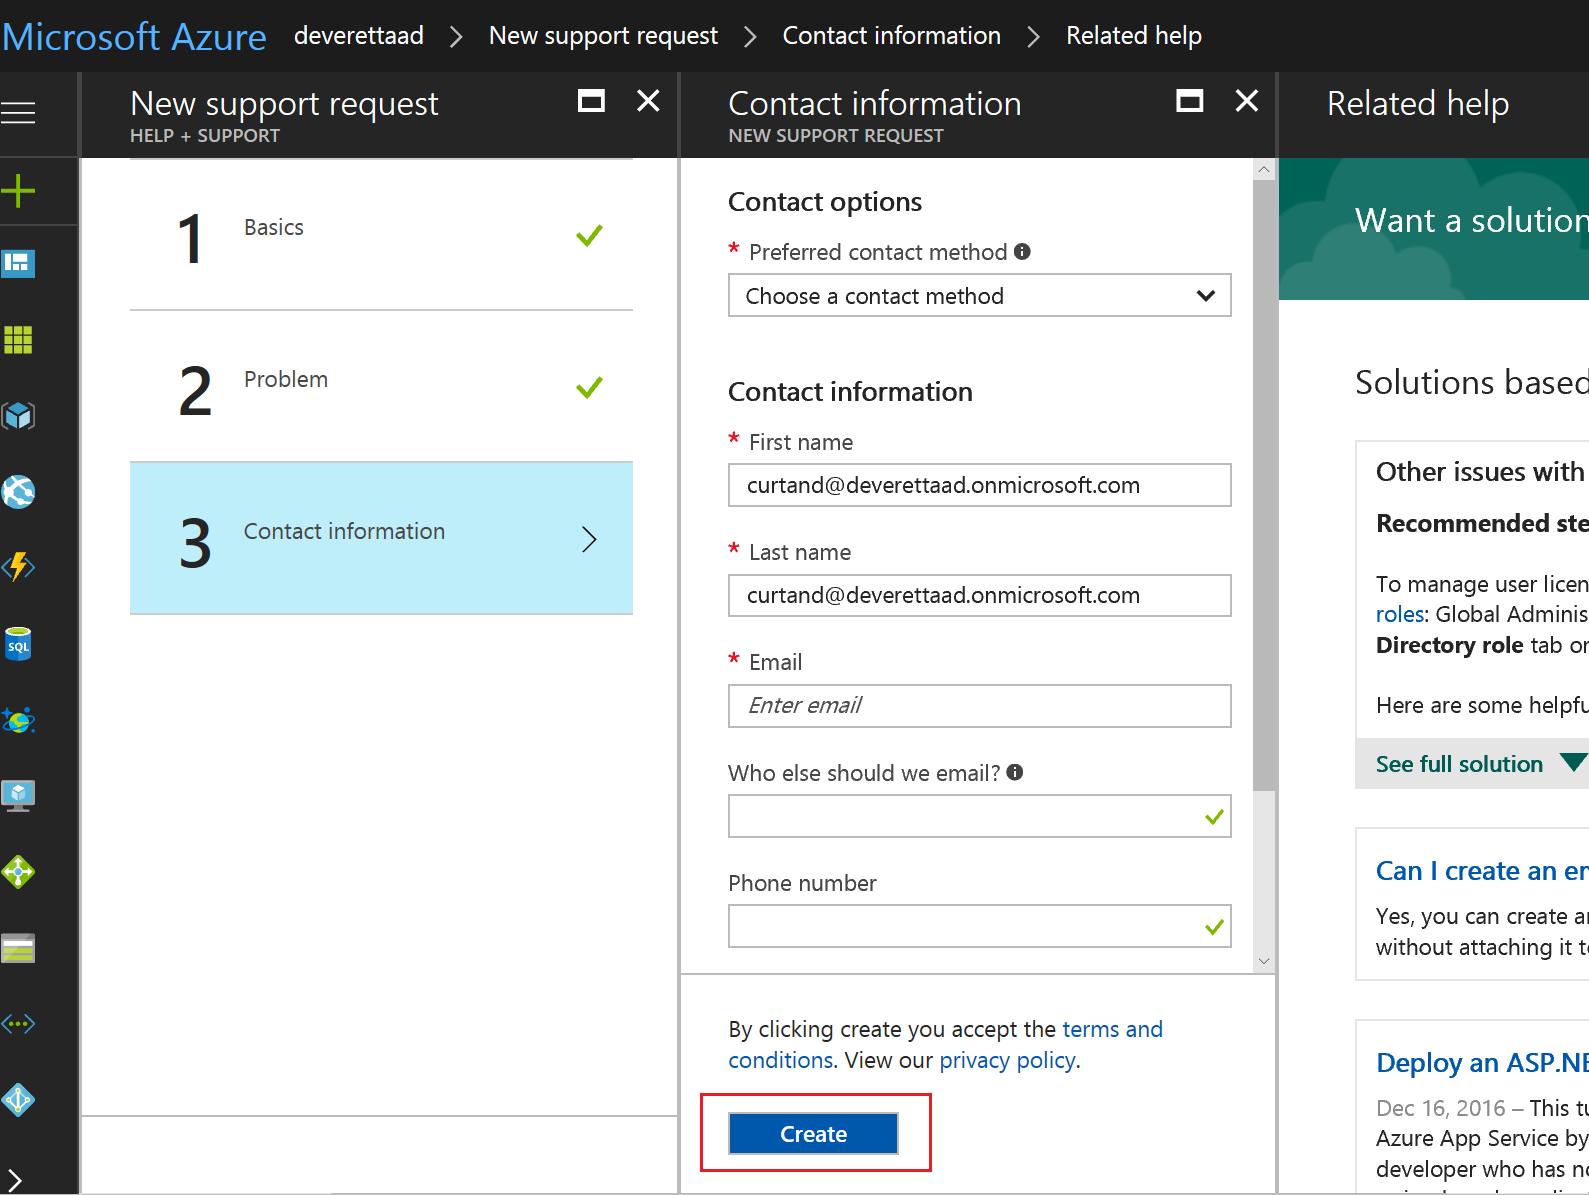 Microsoft Azure deverettaad > New support request > Contact information > Related help
New support request
HELP + SUPPORT
1 Basics
2 Problem
3 Contact information
SQL
Contact information
NEW SUPPORT REQUEST
Contact options
* Preferred contact method
Choose a contact method
Contact information
* First name
curtand@deverettaad.onmicrosoft.com
* Last name
curtand@deverettaad.onmicrosoft.com
* Email
Enter email
Who else should we email?
Phone number
By clicking create you accept the terms and
conditions. View our privacy policy.
Create
Related help
Want a solution
Solutions based
Other issues with
Recommended ste
To manage user licen
roles: Global Adminis
Directory role tab or
Here are some helpfu
See full solution
Can I create an
Yes, you can create
without attaching it
Deploy an ASP.NE
Dec 16, 2016 – This tu
Azure App Service by
developer who has no